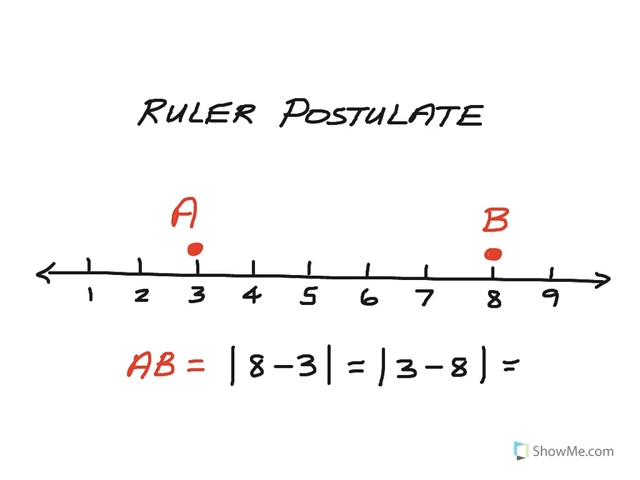 RULER POSTULATE
A B
1 2 3 4 5 6 7 8 9
AB = |8-3| = |3-8| =
ShowMe.com